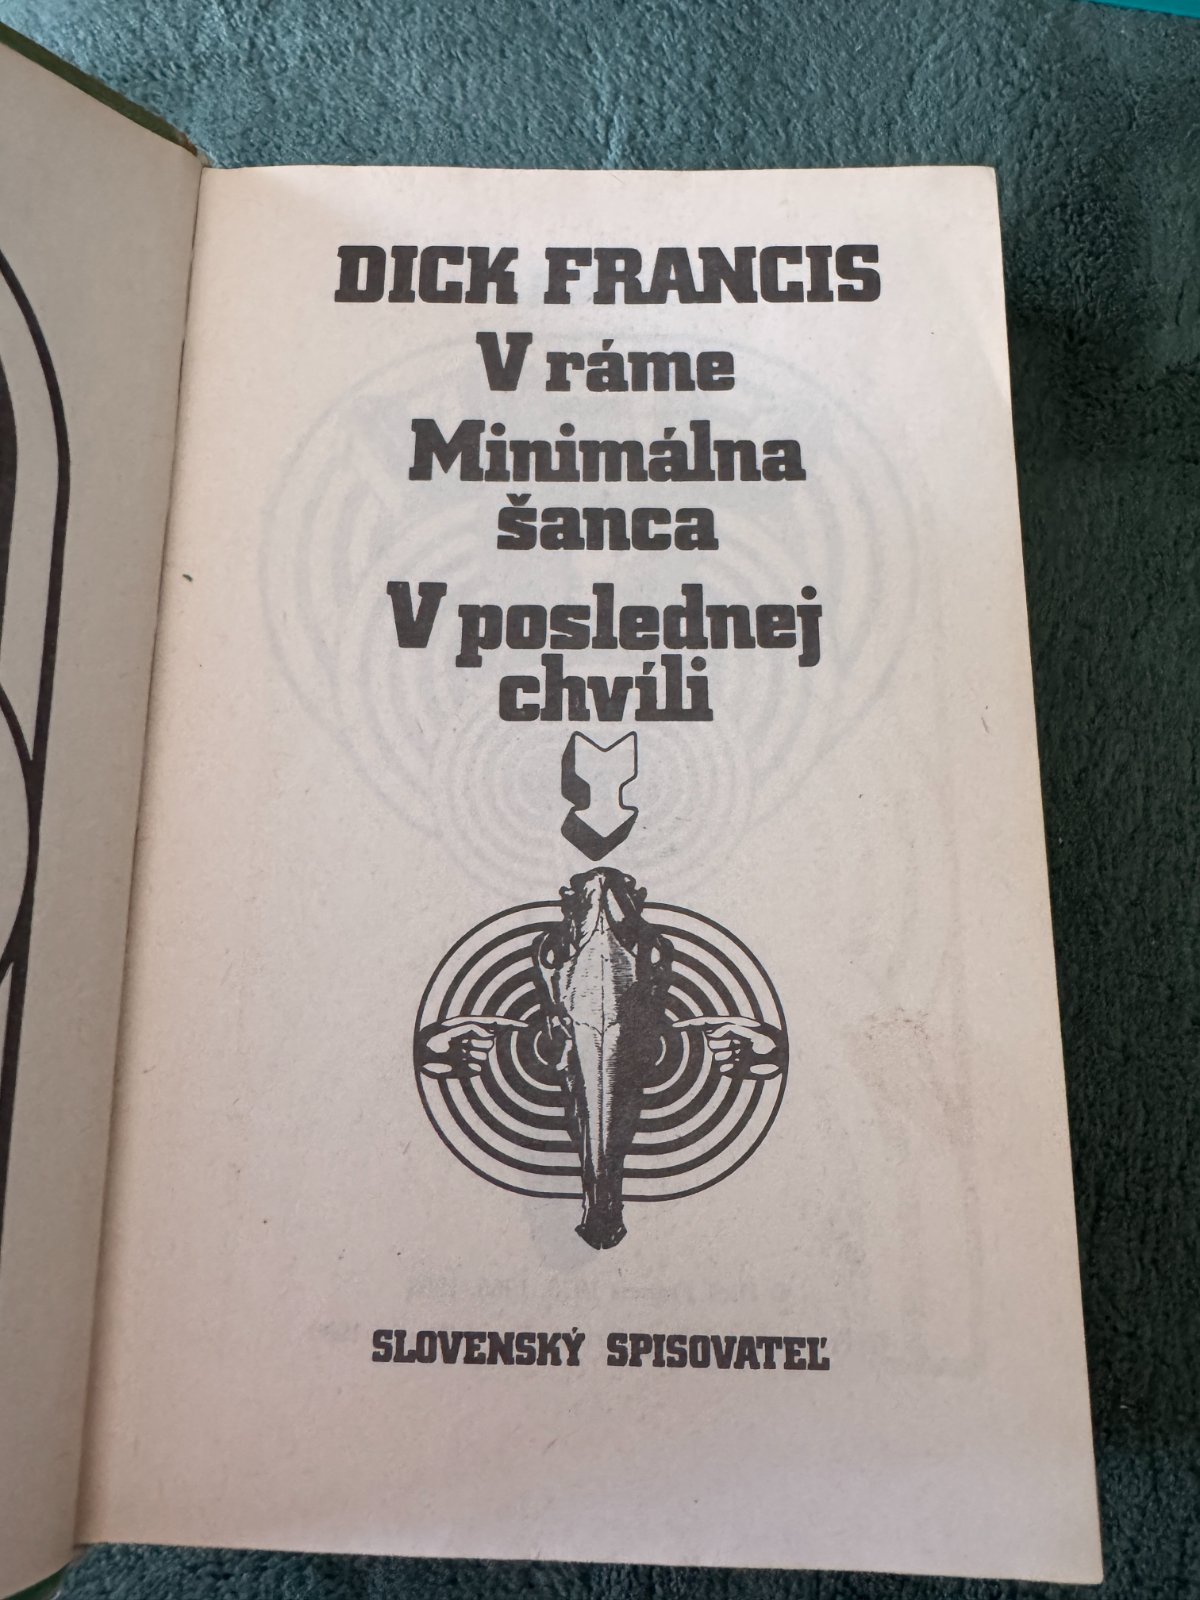 DICK FRANCIS
V ráme
Minimálna
šanca
V poslednej
chvíli
SLOVENSKÝ SPISOVATEĽ